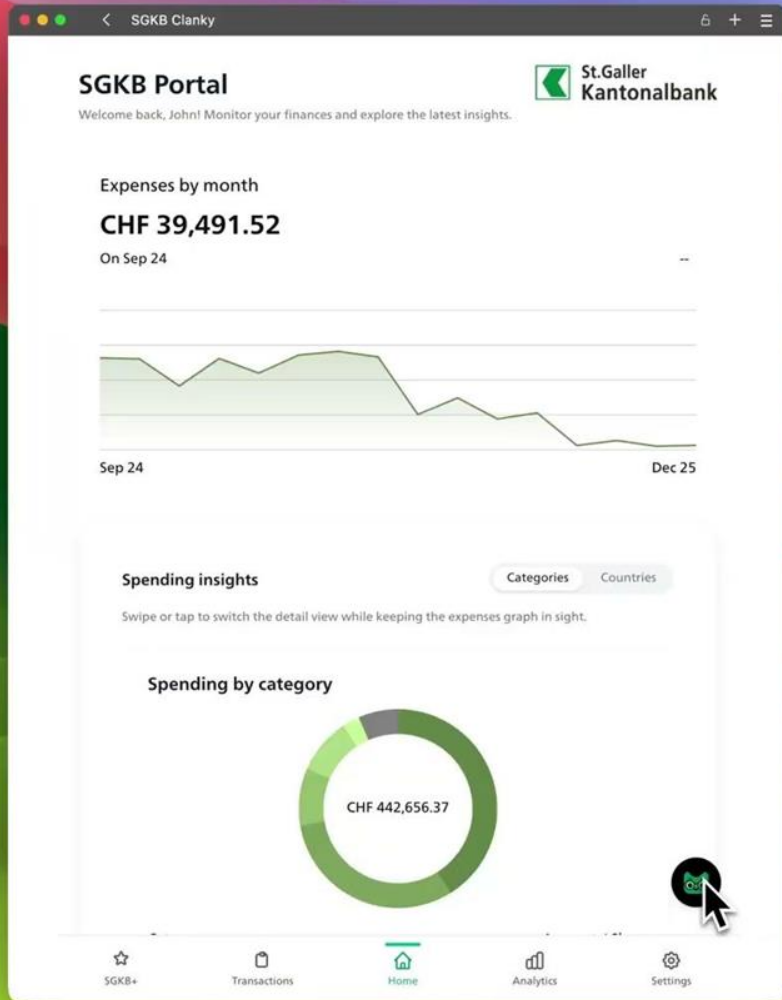 SGKB Clanky
SGKB Portal
St.Galler
Kantonalbank
Welcome back, John! Monitor your finances and explore the latest insights.
Expenses by month
CHF 39,491.52
On Sep 24
--
Sep 24
Dec 25
Spending insights
Categories
Countries
Swipe or tap to switch the detail view while keeping the expenses graph in sight.
Spending by category
CHF 442,656.37
SGKB+
Transactions
Home
Analytics
Settings